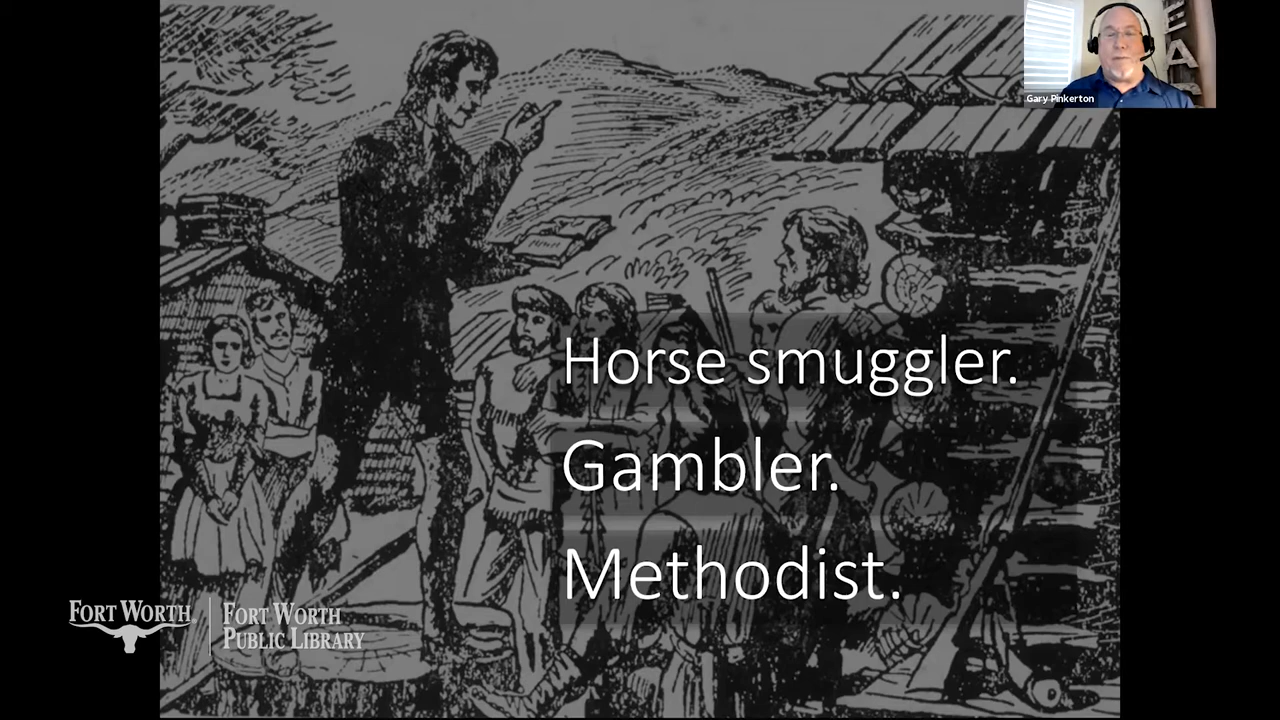 Gary Pinkerton
Horse smuggler.
Gambler.
Methodist.
FORT WORTH
FORT WORTH
PUBLIC LIBRARY